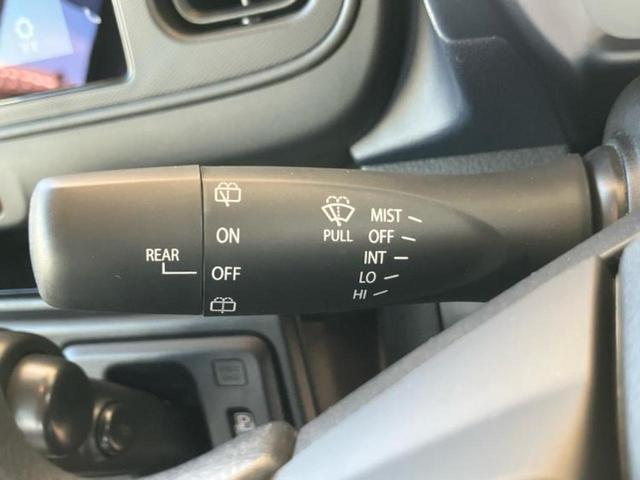 ON
REAR
OFF
PULL
MIST
OFF
INT
LO
HI